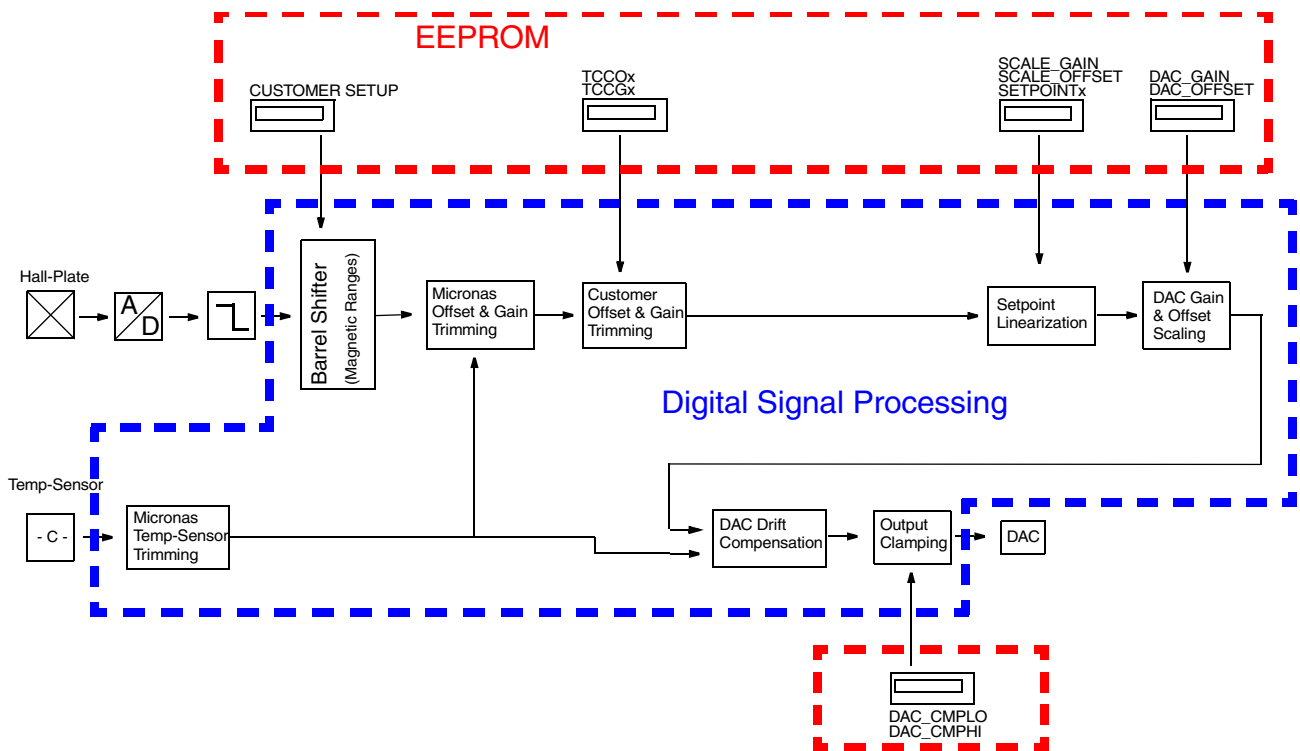 EEPROM
CUSTOMER SETUP
TCCOx
TCCGx
SCALE_GAIN
SCALE_OFFSET
SETPOINTx
DAC_GAIN
DAC_OFFSET
Hall-Plate
A
D
Barrel Shifter
(Magnetic Ranges)
Micronas
Offset & Gain
Trimming
Customer
Offset & Gain
Trimming
Setpoint
Linearization
DAC Gain
& Offset
Scaling
Digital Signal Processing
Temp-Sensor
- C -
Micronas
Temp-Sensor
Trimming
DAC Drift
Compensation
Output
Clamping
DAC
DAC_CMPLO
DAC_CMPHI